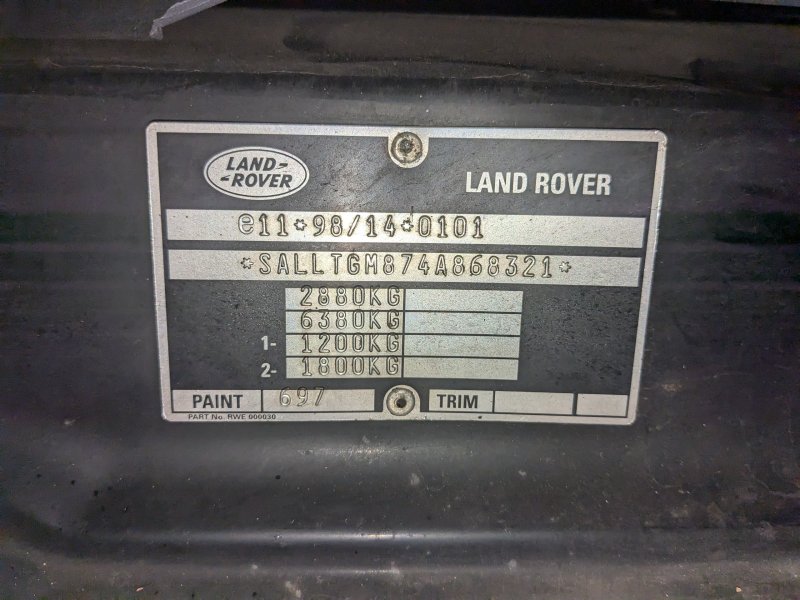 LAND-
-ROVER
LAND ROVER
e11*98/14*0101
*SALLTGM874A868321*
2880KG
6380KG
1- 1200KG
2- 1800KG
PAINT 697 TRIM
PART No. RWE 000030